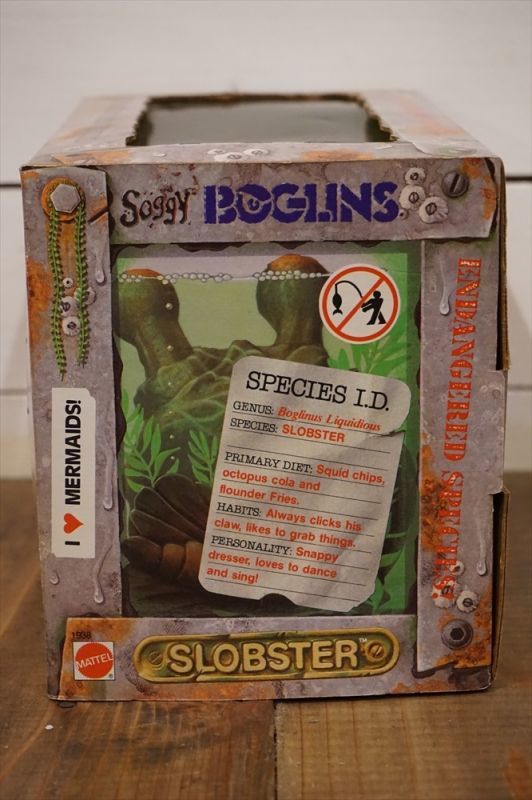 Soggy BOGLINS
SPECIES I.D.
GENUS: Boglinus Liquidious
SPECIES: SLOBSTER
PRIMARY DIET: Squid chips,
octopus cola and
flounder Fries.
HABITS: Always clicks his
claw, likes to grab things.
PERSONALITY: Snappy
dresser, loves to dance
and sing!
I ♥ MERMAIDS!
ENDANGERED SPECIES!
1938
MATTEL
SLOBSTER™